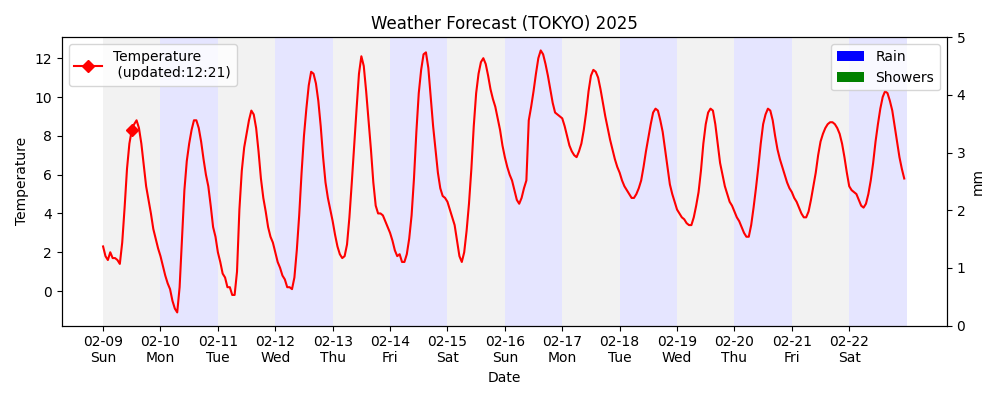 Weather Forecast (TOKYO) 2025
Temperature
(updated:12:21)
Rain
Showers
Temperature
12
10
8
6
4
2
0
5
4
3
2
1
0
mm
02-09 02-10 02-11 02-12 02-13 02-14 02-15 02-16 02-17 02-18 02-19 02-20 02-21 02-22
Sun Mon Tue Wed Thu Fri Sat Sun Mon Tue Wed Thu Fri Sat
Date